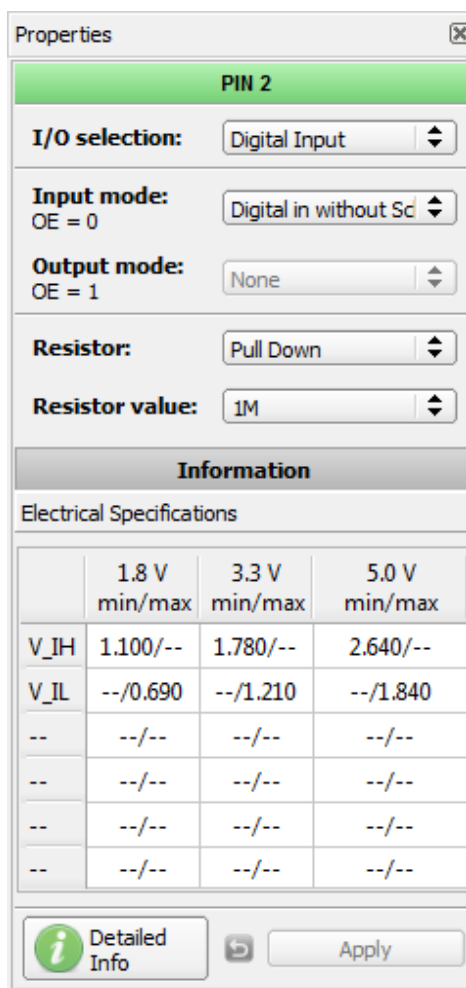 Properties
PIN 2
I/O selection: Digital Input
Input mode: Digital in without Sc
OE = 0
Output mode: None
OE = 1
Resistor: Pull Down
Resistor value: 1M
Information
Electrical Specifications
1.8 V 3.3 V 5.0 V
min/max min/max min/max
V_IH 1.100/-- 1.780/-- 2.640/--
V_IL --/0.690 --/1.210 --/1.840
-- --/-- --/-- --/--
-- --/-- --/-- --/--
-- --/-- --/-- --/--
-- --/-- --/-- --/--
Detailed
Info
Apply